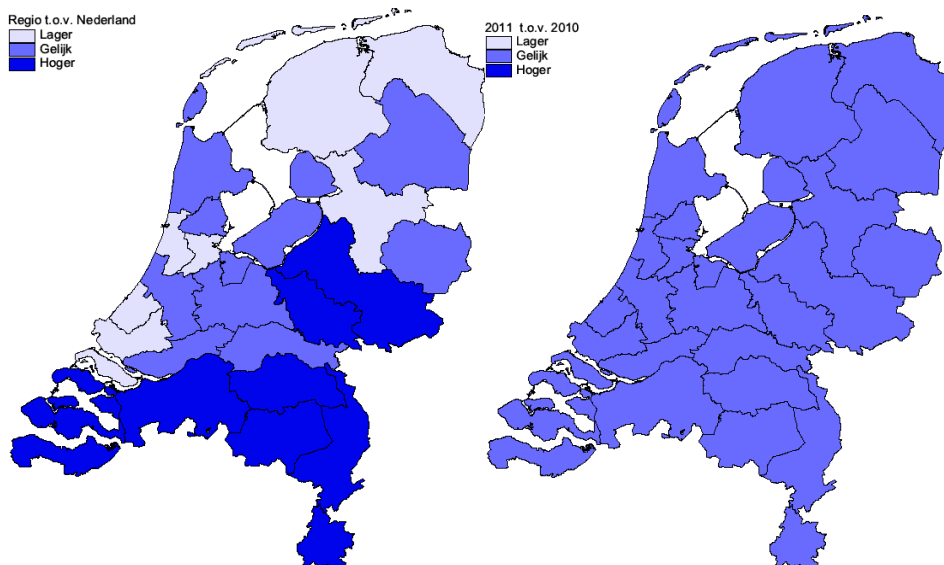 Regio t.o.v. Nederland
Lager
Gelijk
Hoger
2011 t.o.v. 2010
Lager
Gelijk
Hoger